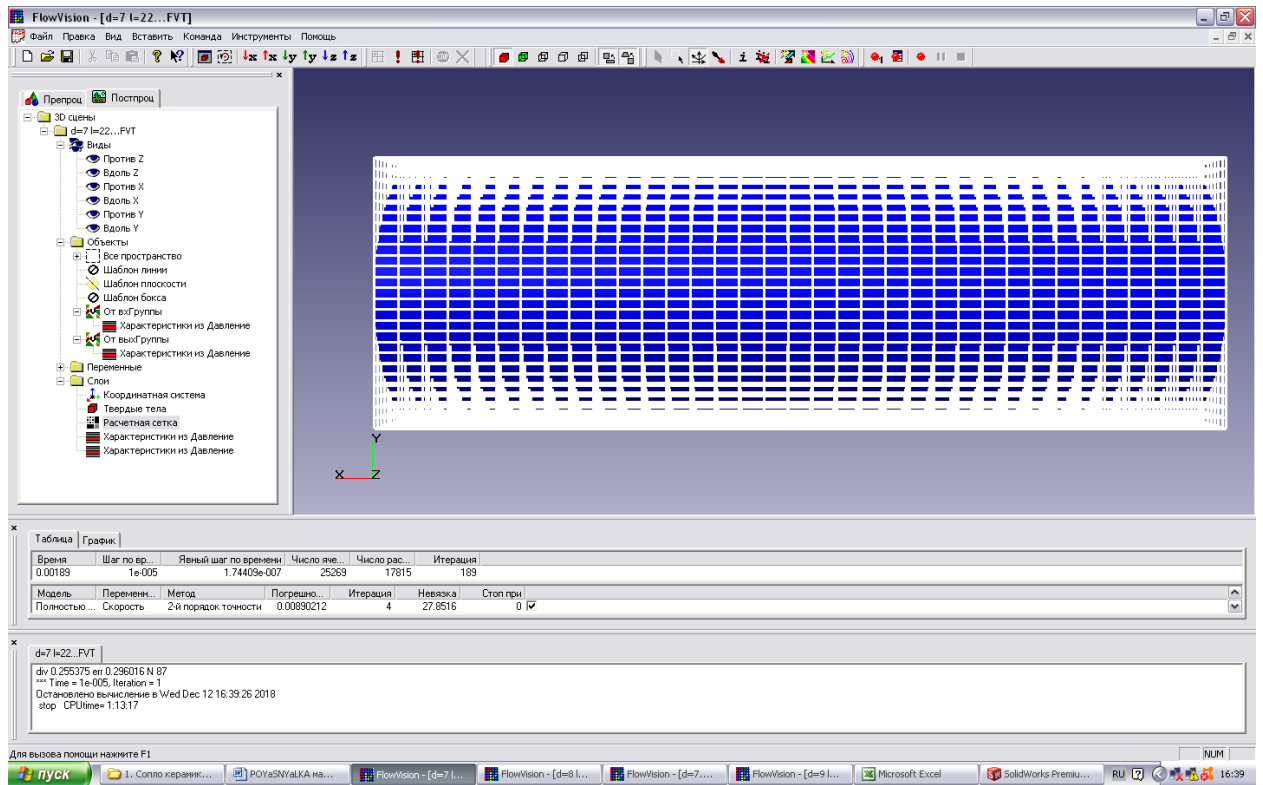 FlowVision - [d=7 l=22...FVT]
Файл Правка Вид Вставить Команда Инструменты Помощь
Препроц Постпроц
3D сцены
d=7 l=22...FVT
Виды
Против Z
Вдоль Z
Против X
Вдоль X
Против Y
Вдоль Y
Объекты
Все пространство
Шаблон линии
Шаблон плоскости
Шаблон бокса
От вхГруппы
Характеристики из Давление
От выхГруппы
Характеристики из Давление
Переменные
Слои
Координатная система
Твердые тела
Расчетная сетка
Характеристики из Давление
Характеристики из Давление
Y
X Z
Таблица График
Время Шаг по вр... Явный шаг по времени Число яче... Число рас... Итерация
0.00189 1e-005 1.74409e-007 25269 17815 189
Модель Переменн... Метод Погрешно... Итерация Невязка Стоп при
Полностью ... Скорость 2-й порядок точности 0.00890212 4 27.8516 0
d=7 l=22...FVT
div 0.255375 err 0.296016 N 87
*** Time = 1e-005, Iteration = 1
Остановлено вычисление в Wed Dec 12 16:39:26 2018
stop CPUtime= 1:13:17
Для вызова помощи нажмите F1
NUM
пуск 1. Сопло керамик... POYaSNYaLKA ма... FlowVision - [d=7 l... FlowVision - [d=8 l... FlowVision - [d=7.... FlowVision - [d=9 l... Microsoft Excel SolidWorks Premiu... RU 16:39